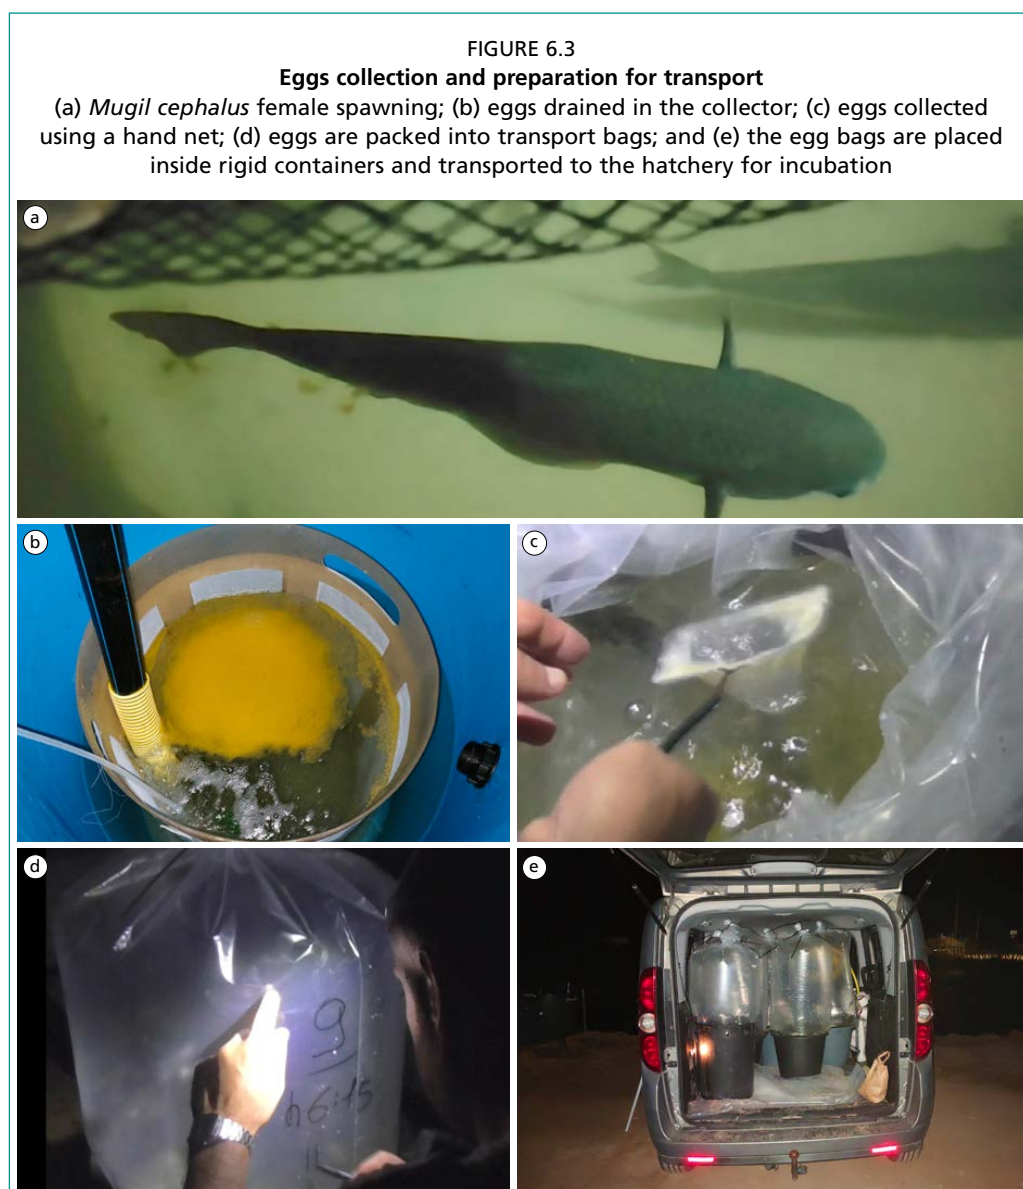 FIGURE 6.3
Eggs collection and preparation for transport
(a) Mugil cephalus female spawning; (b) eggs drained in the collector; (c) eggs collected
using a hand net; (d) eggs are packed into transport bags; and (e) the egg bags are placed
inside rigid containers and transported to the hatchery for incubation
a
b
c
d
9
h6:15
e